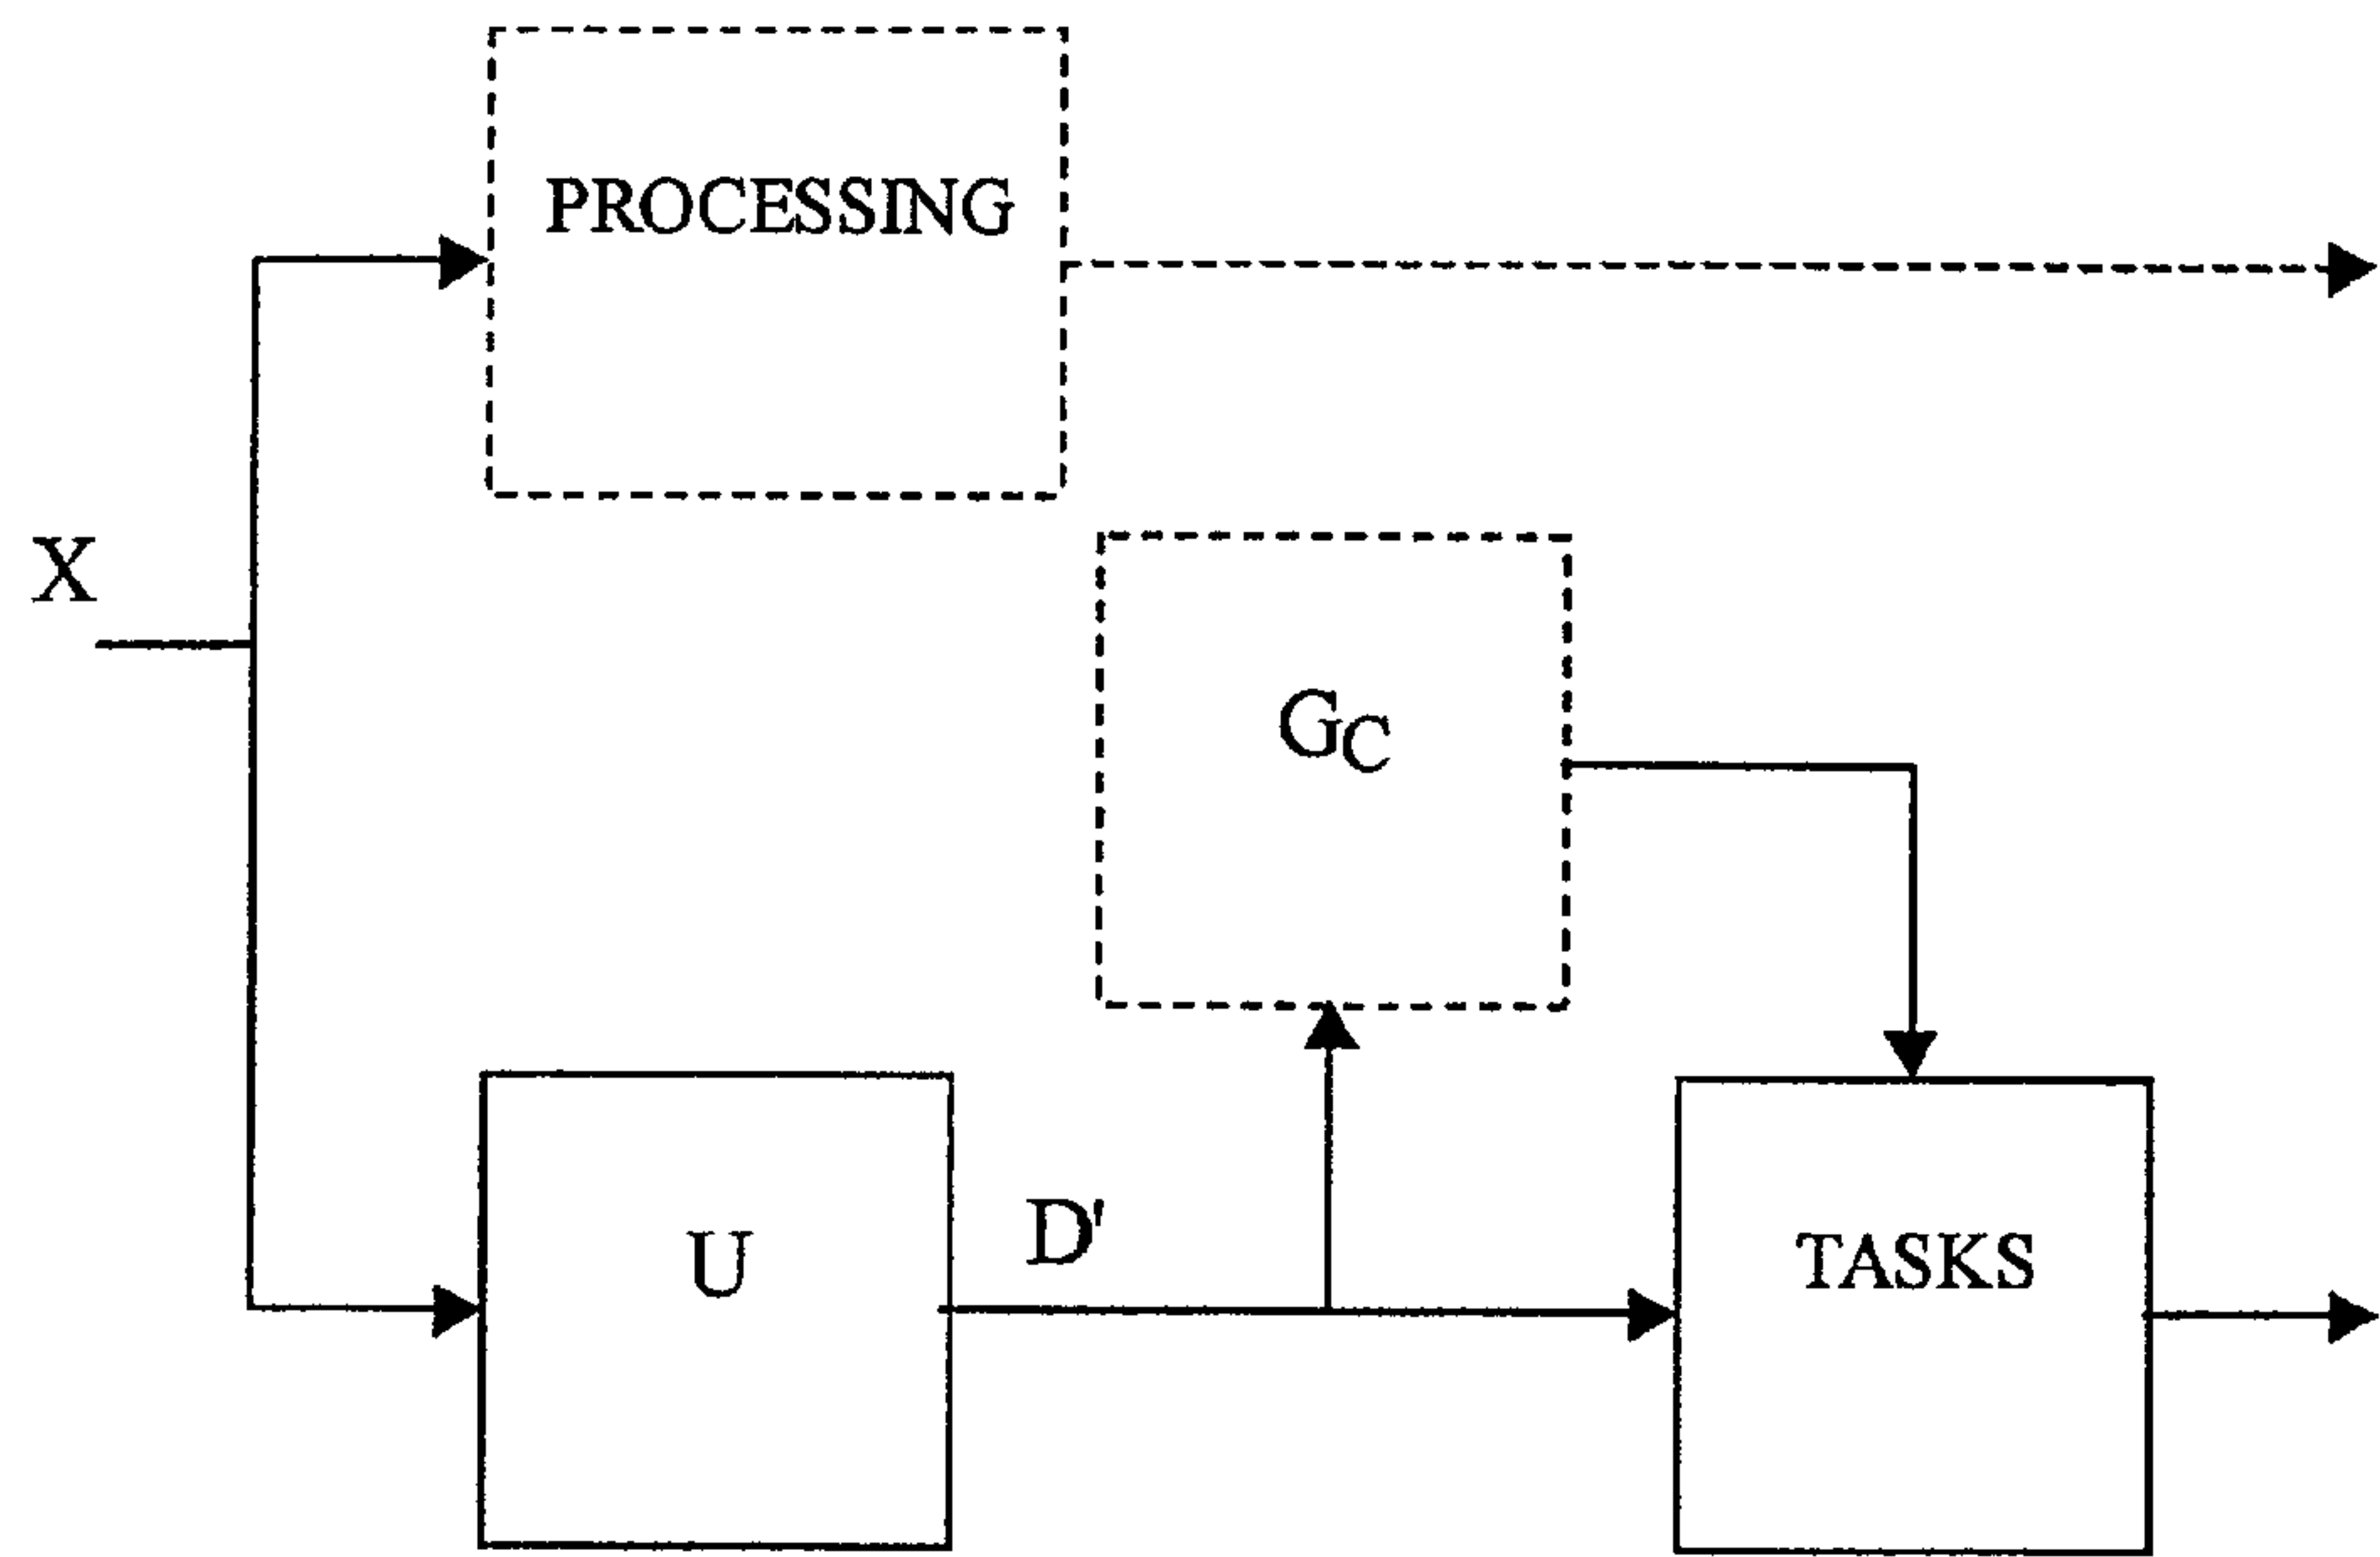 PROCESSING
X
GC
U
D'
TASKS